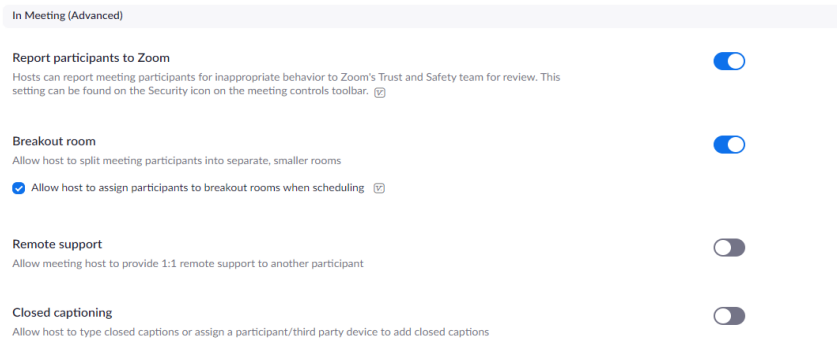 In Meeting (Advanced)
Report participants to Zoom
Hosts can report meeting participants for inappropriate behavior to Zoom's Trust and Safety team for review. This
setting can be found on the Security icon on the meeting controls toolbar.
Breakout room
Allow host to split meeting participants into separate, smaller rooms
Allow host to assign participants to breakout rooms when scheduling
Remote support
Allow meeting host to provide 1:1 remote support to another participant
Closed captioning
Allow host to type closed captions or assign a participant/third party device to add closed captions